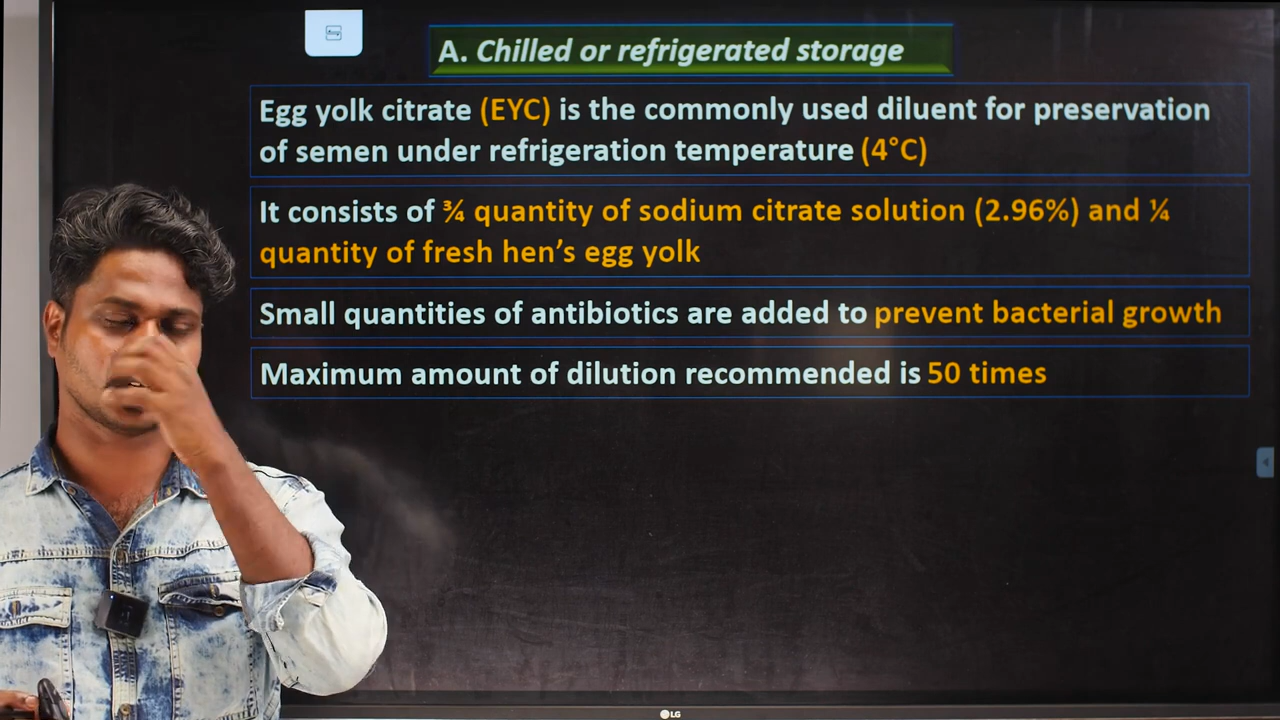 A. Chilled or refrigerated storage
Egg yolk citrate (EYC) is the commonly used diluent for preservation
of semen under refrigeration temperature (4°C)
It consists of ¾ quantity of sodium citrate solution (2.96%) and ¼
quantity of fresh hen’s egg yolk
Small quantities of antibiotics are added to prevent bacterial growth
Maximum amount of dilution recommended is 50 times
LG